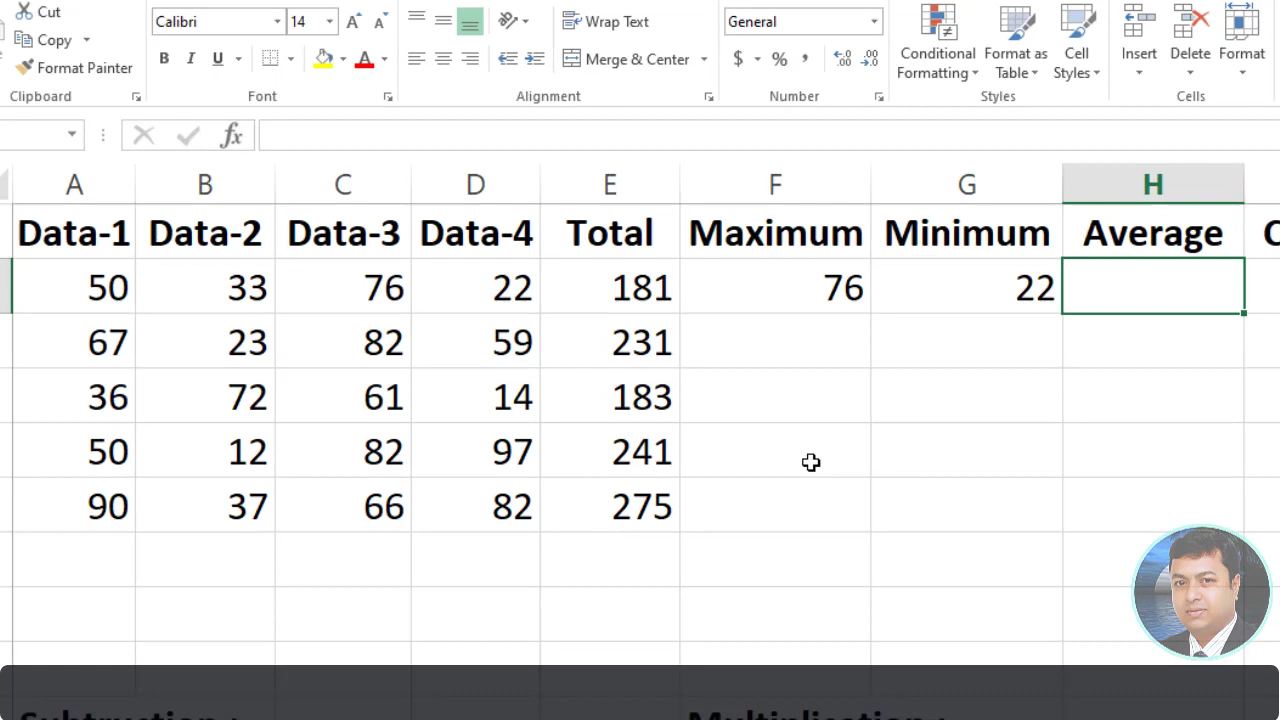 Cut
Calibri 14 A A Wrap Text General
Copy
Conditional Format as Cell Insert Delete Format
B I U A Merge & Center $ % , .00 .00
Format Painter
Formatting Table Styles
Clipboard Font Alignment Number Styles Cells
fx
A B C D E F G H
Data-1 Data-2 Data-3 Data-4 Total Maximum Minimum Average
50 33 76 22 181 76 22
67 23 82 59 231
36 72 61 14 183
50 12 82 97 241
90 37 66 82 275